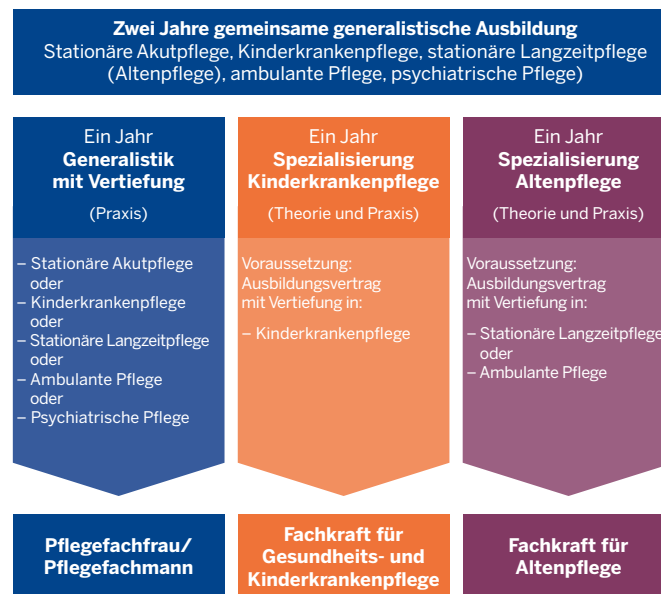 Zwei Jahre gemeinsame generalistische Ausbildung
Stationäre Akutpflege, Kinderkrankenpflege, stationäre Langzeitpflege
(Altenpflege), ambulante Pflege, psychiatrische Pflege)
Ein Jahr
Generalistik
mit Vertiefung
(Praxis)
– Stationäre Akutpflege
oder
– Kinderkrankenpflege
oder
– Stationäre Langzeitpflege
oder
– Ambulante Pflege
oder
– Psychiatrische Pflege
Pflegefachfrau/
Pflegefachmann
Ein Jahr
Spezialisierung
Kinderkrankenpflege
(Theorie und Praxis)
Voraussetzung:
Ausbildungsvertrag
mit Vertiefung in:
– Kinderkrankenpflege
Fachkraft für
Gesundheits- und
Kinderkrankenpflege
Ein Jahr
Spezialisierung
Altenpflege
(Theorie und Praxis)
Voraussetzung:
Ausbildungsvertrag
mit Vertiefung in:
– Stationäre Langzeitpflege
oder
– Ambulante Pflege
Fachkraft für
Altenpflege